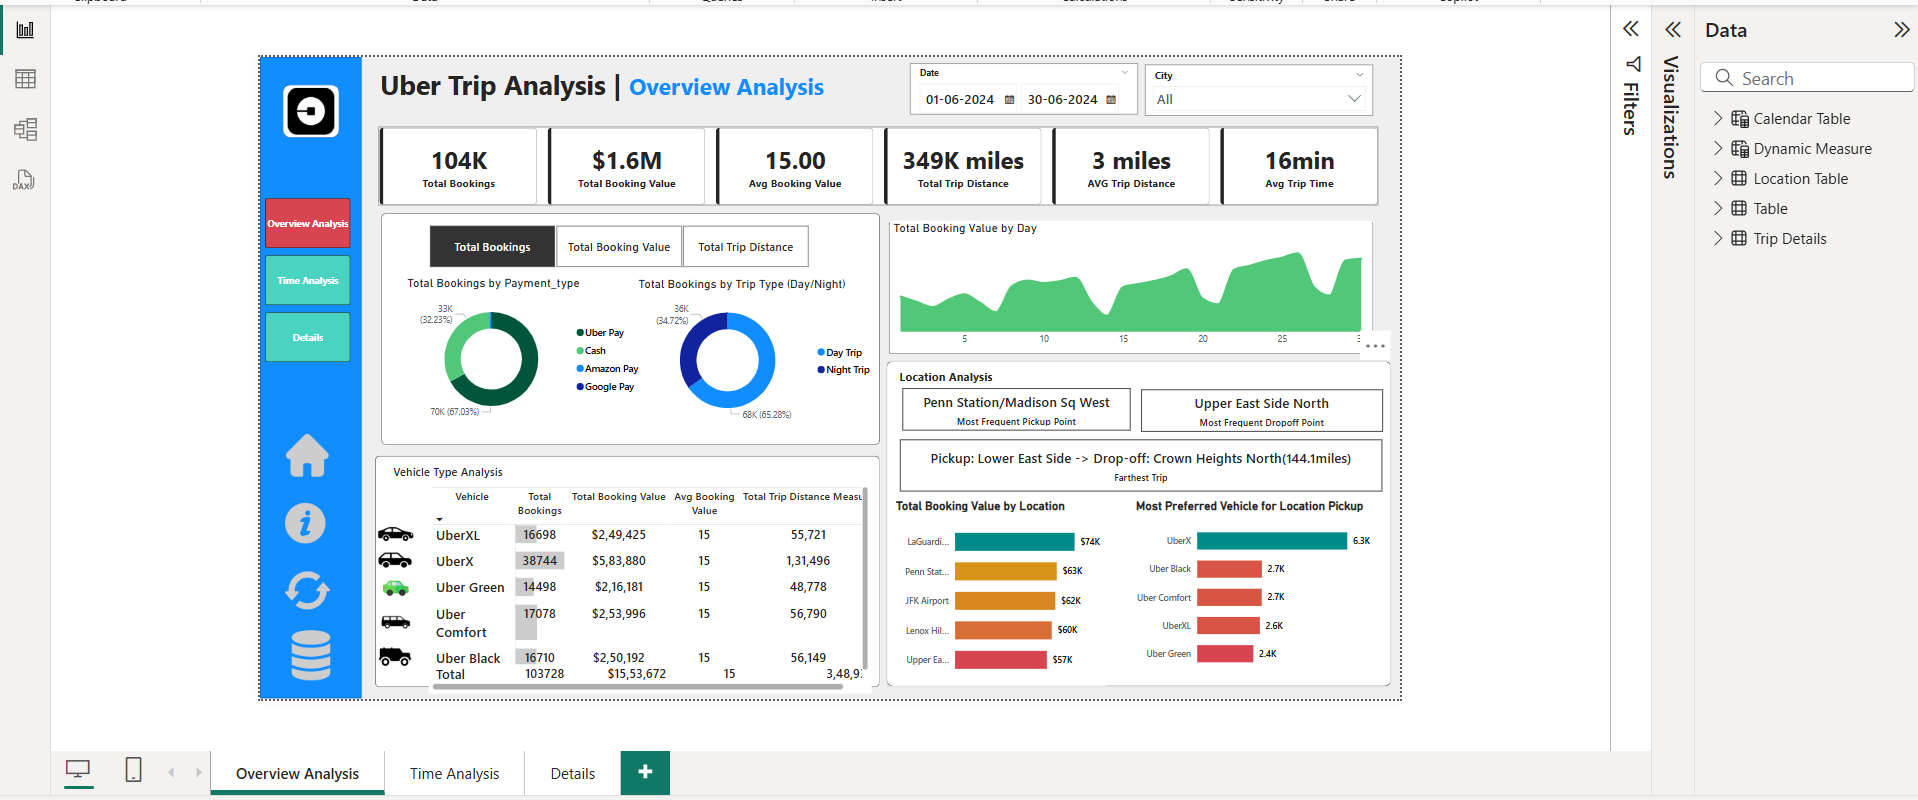 Uber Trip Analysis | Overview Analysis
Date
01-06-2024
30-06-2024
City
All
104K
Total Bookings
$1.6M
Total Booking Value
15.00
Avg Booking Value
349K miles
Total Trip Distance
3 miles
AVG Trip Distance
16min
Avg Trip Time
Overview Analysis
Time Analysis
Details
Total Bookings
Total Booking Value
Total Trip Distance
Total Bookings by Payment_type
33K
(32.23%)
70K (67.03%)
Uber Pay
Cash
Amazon Pay
Google Pay
Total Bookings by Trip Type (Day/Night)
36K
(34.72%)
68K (65.28%)
Day Trip
Night Trip
Total Booking Value by Day
5 10 15 20 25
Vehicle Type Analysis
Vehicle Total Bookings Total Booking Value Avg Booking Value Total Trip Distance Measu
UberXL 16698 $2,49,425 15 55,721
UberX 38744 $5,83,880 15 1,31,496
Uber Green 14498 $2,16,181 15 48,778
Uber Comfort 17078 $2,53,996 15 56,790
Uber Black 16710 $2,50,192 15 56,149
Total 103728 $15,53,672 15 3,48,9
Location Analysis
Penn Station/Madison Sq West
Most Frequent Pickup Point
Upper East Side North
Most Frequent Dropoff Point
Pickup: Lower East Side -> Drop-off: Crown Heights North(144.1miles)
Farthest Trip
Total Booking Value by Location
LaGuardi... $74K
Penn Stat... $63K
JFK Airport $62K
Lenox Hil... $60K
Upper Ea... $57K
Most Preferred Vehicle for Location Pickup
UberX 6.3K
Uber Black 2.7K
Uber Comfort 2.7K
UberXL 2.6K
Uber Green 2.4K
Filters
Visualizations
Data
Search
Calendar Table
Dynamic Measure
Location Table
Table
Trip Details
DAX
Overview Analysis
Time Analysis
Details